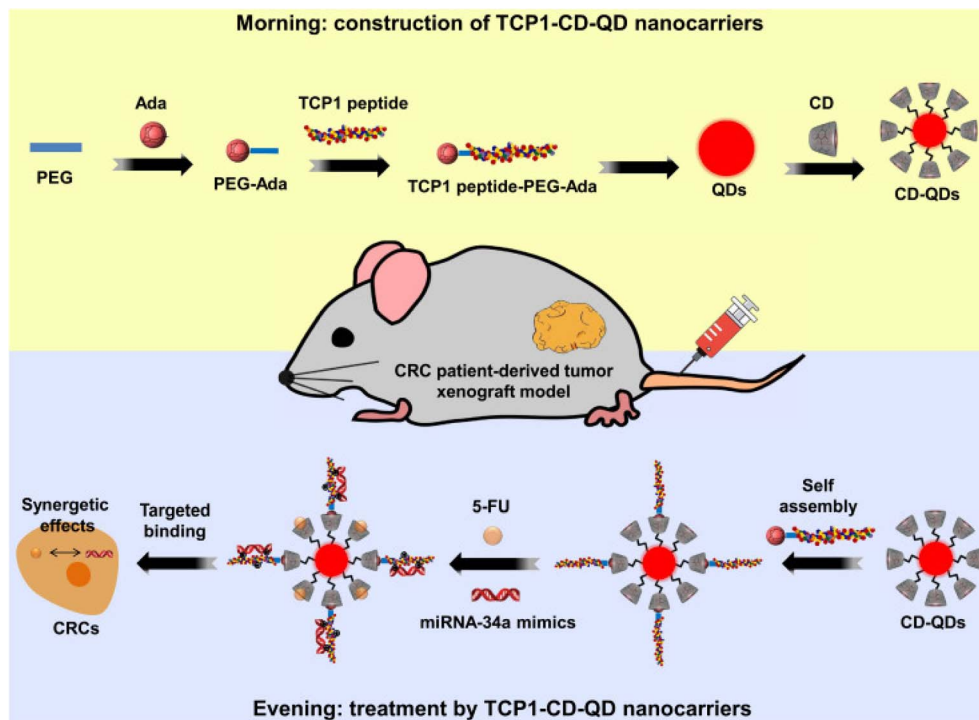 Morning: construction of TCP1-CD-QD nanocarriers
Ada
TCP1 peptide
CD
PEG
PEG-Ada
TCP1 peptide-PEG-Ada
QDs
CD-QDs
CRC patient-derived tumor
xenograft model
Synergetic
effects
Targeted
binding
5-FU
Self
assembly
CRCs
miRNA-34a mimics
CD-QDs
Evening: treatment by TCP1-CD-QD nanocarriers